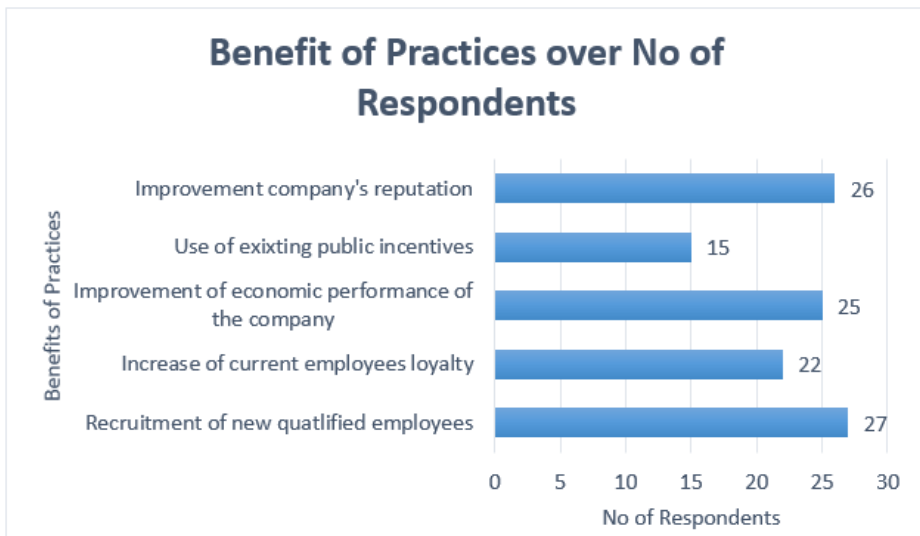 Benefit of Practices over No of
Respondents
Benefits of Practices
Improvement company's reputation
26
Use of exixting public incentives
15
Improvement of economic performance of
the company
25
Increase of current employees loyalty
22
Recruitment of new quatlified employees
27
0 5 10 15 20 25 30
No of Respondents